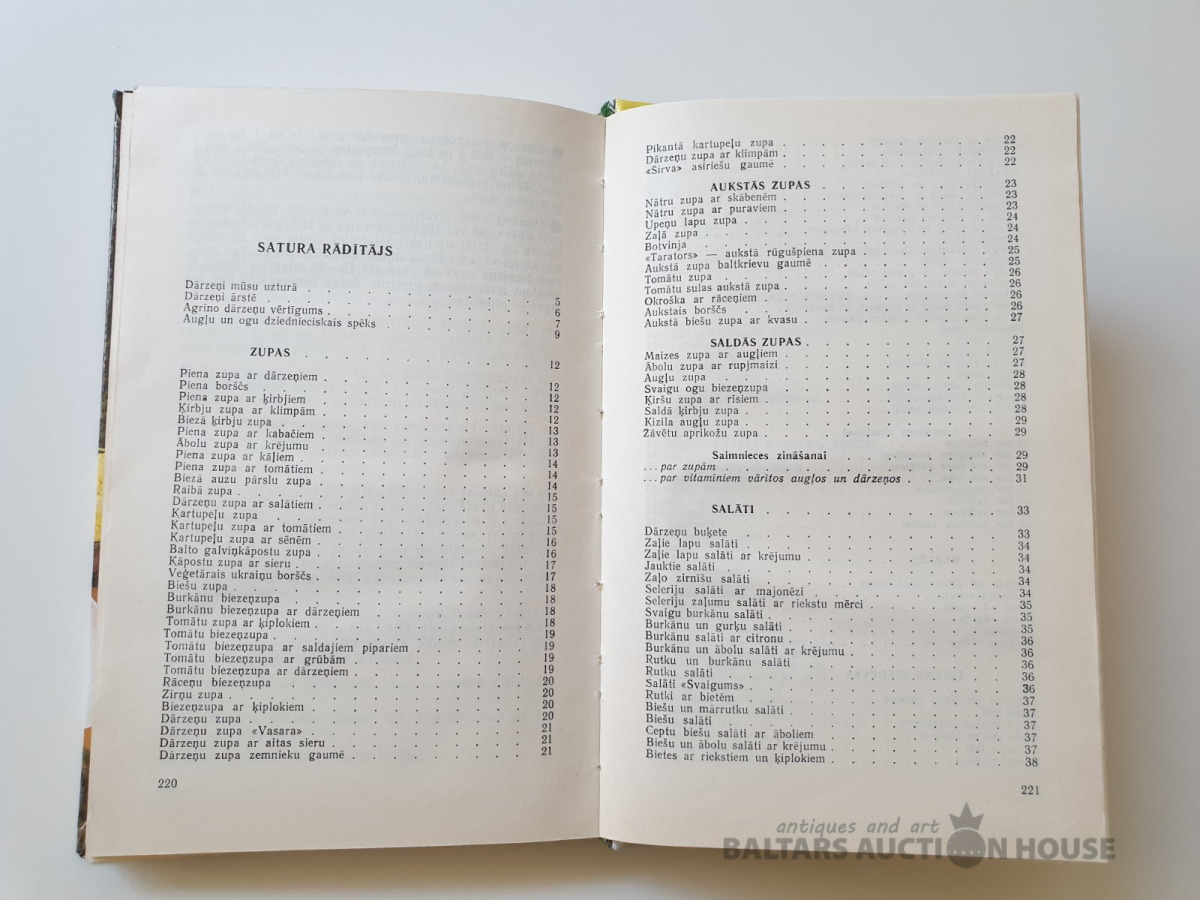 SATURA RĀDĪTĀJS
Dārzeņi mūsu uzturā . . . . . . . . . . . . 5
Dārzeņi ārstē . . . . . . . . . . . . 6
Agrīno dārzeņu vērtīgums . . . . . . . . . . . 7
Augļu un ogu dziednieciskais spēks . . . . . . . . . 9
ZUPAS . . . . . . . . . . . . 12
Piena zupa ar dārzeņiem . . . . . . . . . . . 12
Piena borščs . . . . . . . . . . . . 12
Piena zupa ar ķirbjiem . . . . . . . . . . . 12
Ķirbju zupa ar klimpām . . . . . . . . . . . 12
Biezā ķirbju zupa . . . . . . . . . . . . 13
Piena zupa ar kabačiem . . . . . . . . . . . 13
Ābolu zupa ar krējumu . . . . . . . . . . . 13
Piena zupa ar kāļiem . . . . . . . . . . . 14
Piena zupa ar tomātiem . . . . . . . . . . . 14
Biezā auzu pārslu zupa . . . . . . . . . . . 14
Raibā zupa . . . . . . . . . . . . 15
Dārzeņu zupa ar salātiem . . . . . . . . . . . 15
Kartupeļu zupa . . . . . . . . . . . . 15
Kartupeļu zupa ar tomātiem . . . . . . . . . . 15
Kartupeļu zupa ar sēnēm . . . . . . . . . . . 16
Balto galviņkāpostu zupa . . . . . . . . . . . 16
Kāpostu zupa ar sieru . . . . . . . . . . . 17
Veģetārais ukraiņu borščs . . . . . . . . . . . 17
Biešu zupa . . . . . . . . . . . . 18
Burkānu biezeņzupa . . . . . . . . . . . . 18
Burkānu biezeņzupa ar dārzeņiem . . . . . . . . . 18
Tomātu zupa ar ķiplokiem . . . . . . . . . . . 18
Tomātu biezeņzupa . . . . . . . . . . . . 19
Tomātu biezeņzupa ar saldajiem pipariem . . . . . . . 19
Tomātu biezeņzupa ar grūbām . . . . . . . . . . 19
Tomātu biezeņzupa ar dārzeņiem . . . . . . . . . 19
Rāceņu biezeņzupa . . . . . . . . . . . . 20
Zirņu zupa . . . . . . . . . . . . 20
Biezeņzupa ar ķiplokiem . . . . . . . . . . . 20
Dārzeņu zupa . . . . . . . . . . . . 20
Dārzeņu zupa «Vasara» . . . . . . . . . . . 21
Dārzeņu zupa ar aitas sieru . . . . . . . . . . 21
Dārzeņu zupa zemnieku gaumē . . . . . . . . . . 21
220
Pikantā kartupeļu zupa . . . . . . . . . . 22
Dārzeņu zupa ar klimpām . . . . . . . . . . 22
«Sirva» asīriešu gaumē . . . . . . . . . . 22
AUKSTĀS ZUPAS . . . . . . . . . 23
Nātru zupa ar skābenēm . . . . . . . . . . 23
Nātru zupa ar puraviem . . . . . . . . . . 23
Upeņu lapu zupa . . . . . . . . . . . 24
Zaļā zupa . . . . . . . . . . . 24
Botviņja . . . . . . . . . . . 24
«Tarators» — aukstā rūgušpiena zupa . . . . . . . 25
Aukstā zupa baltkrievu gaumē . . . . . . . . . 25
Tomātu zupa . . . . . . . . . . . 26
Tomātu sulas aukstā zupa . . . . . . . . . . 26
Okroška ar rāceņiem . . . . . . . . . . . 26
Aukstais borščs . . . . . . . . . . . 26
Aukstā biešu zupa ar kvasu . . . . . . . . . 27
SALDĀS ZUPAS . . . . . . . . . 27
Maizes zupa ar augļiem . . . . . . . . . . 27
Ābolu zupa ar rupjmaizi . . . . . . . . . . 27
Augļu zupa . . . . . . . . . . . 28
Svaigu ogu biezeņzupa . . . . . . . . . . 28
Ķiršu zupa ar rīsiem . . . . . . . . . . 28
Saldā ķirbju zupa . . . . . . . . . . . 28
Kizila augļu zupa . . . . . . . . . . . 29
Žāvētu aprikožu zupa . . . . . . . . . . 29
Saimnieces zināšanai . . . . . . . . 29
. . . par zupām . . . . . . . . . . . 29
. . . par vitamīniem vārītos augļos un dārzeņos . . . . 31
SALĀTI . . . . . . . . . . . 33
Dārzeņu buķete . . . . . . . . . . . 33
Zaļie lapu salāti . . . . . . . . . . . 34
Zaļie lapu salāti ar krējumu . . . . . . . . . 34
Jauktie salāti . . . . . . . . . . . 34
Zaļo zirnīšu salāti . . . . . . . . . . . 34
Seleriju salāti ar majonēzi . . . . . . . . . 34
Seleriju zaļumu salāti ar riekstu mērci . . . . . . 35
Svaigu burkānu salāti . . . . . . . . . . 35
Burkānu un gurķu salāti . . . . . . . . . . 35
Burkānu salāti ar citronu . . . . . . . . . . 36
Burkānu un ābolu salāti ar krējumu . . . . . . . 36
Rutku un burkānu salāti . . . . . . . . . . 36
Rutku salāti . . . . . . . . . . . 36
Salāti «Svaigums» . . . . . . . . . . . 36
Rutki ar bietēm . . . . . . . . . . . 37
Biešu un mārrutku salāti . . . . . . . . . . 37
Biešu salāti . . . . . . . . . . . 37
Ceptu biešu salāti ar āboliem . . . . . . . . . 37
Biešu un ābolu salāti ar krējumu . . . . . . . . 37
Bietes ar riekstiem un ķiplokiem . . . . . . . . 38
221
antiques and art
BALTARS AUCTION HOUSE